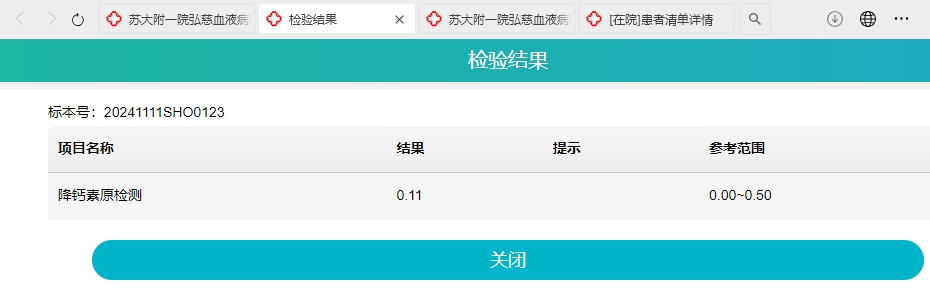 苏大附一院弘慈血液病
检验结果
苏大附一院弘慈血液病
[在院]患者清单详情
检验结果
标本号：20241111SHO0123
项目名称 结果 提示 参考范围
降钙素原检测 0.11 0.00~0.50
关闭